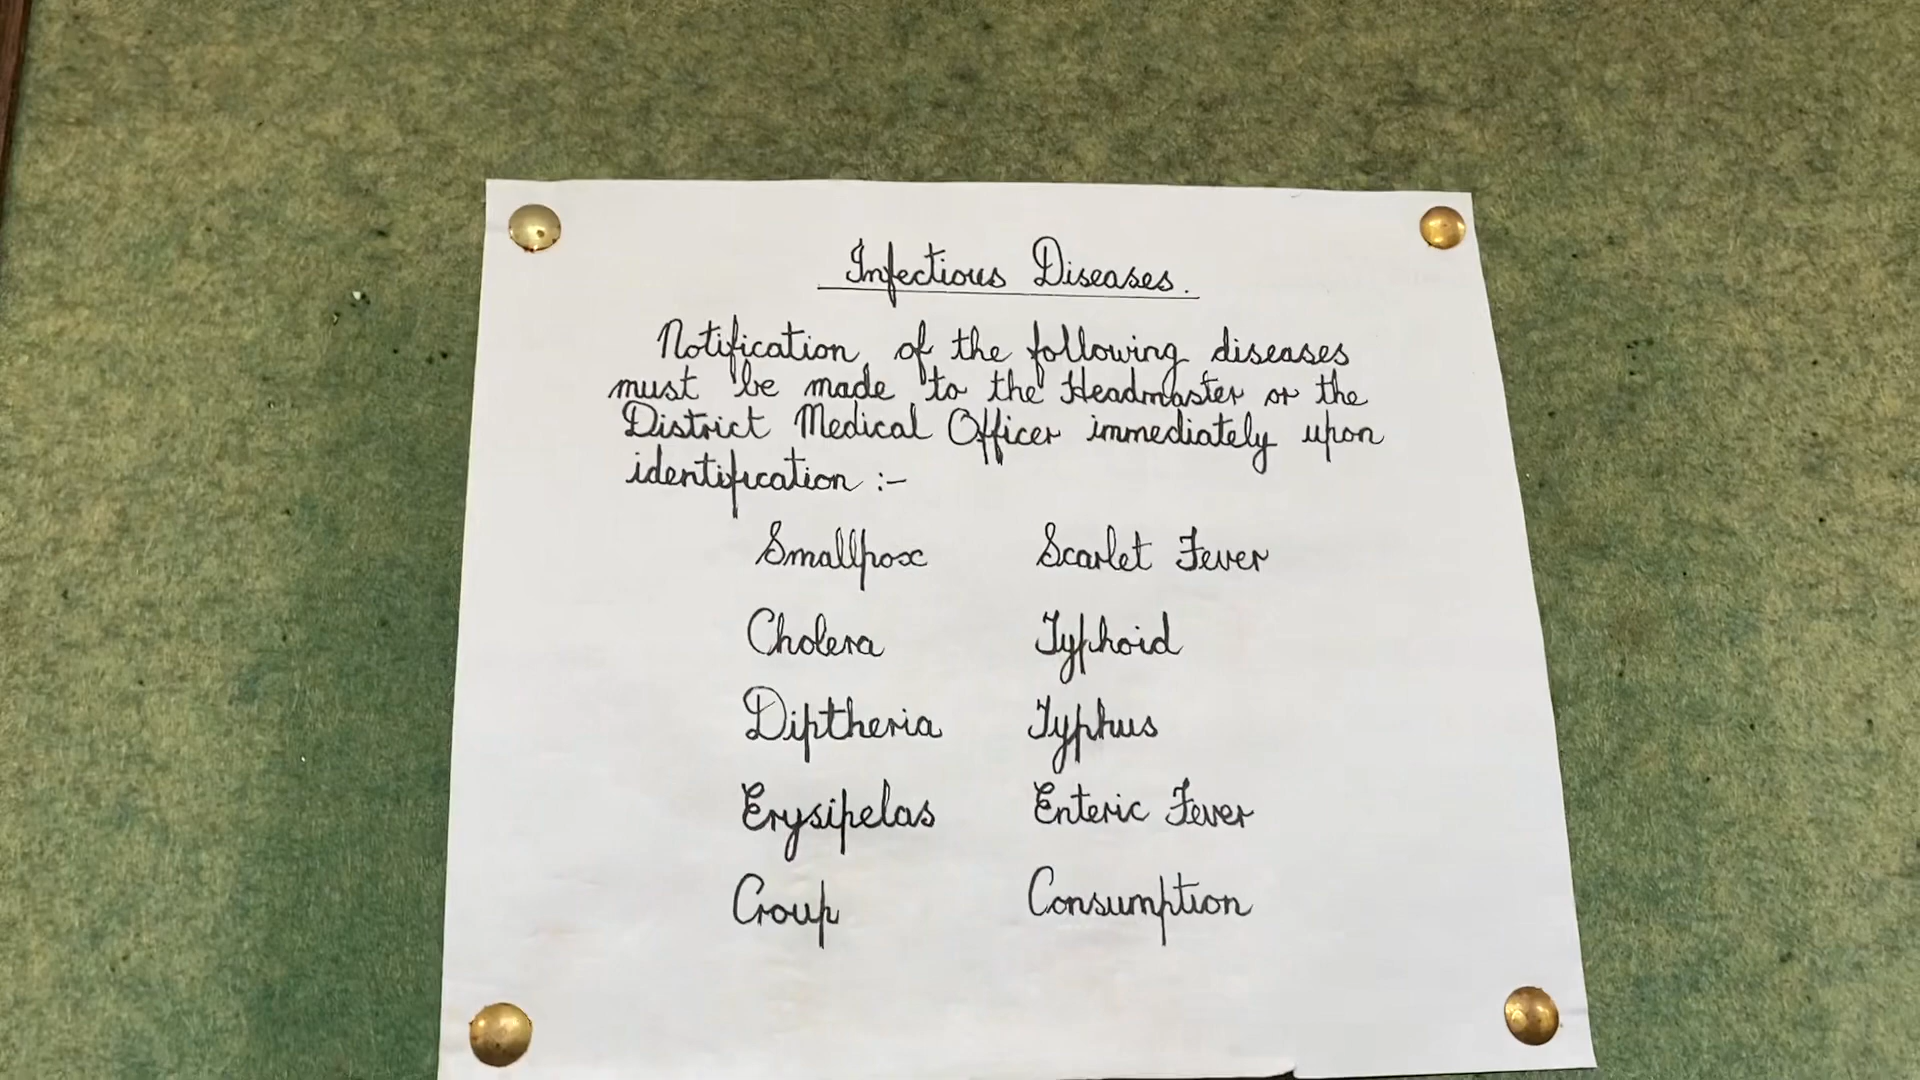 Infectious Diseases.
Notification of the following diseases
must be made to the Headmaster or the
District Medical Officer immediately upon
identification :-
Smallpox Scarlet Fever
Cholera Typhoid
Diptheria Typhus
Erysipelas Enteric Fever
Croup Consumption